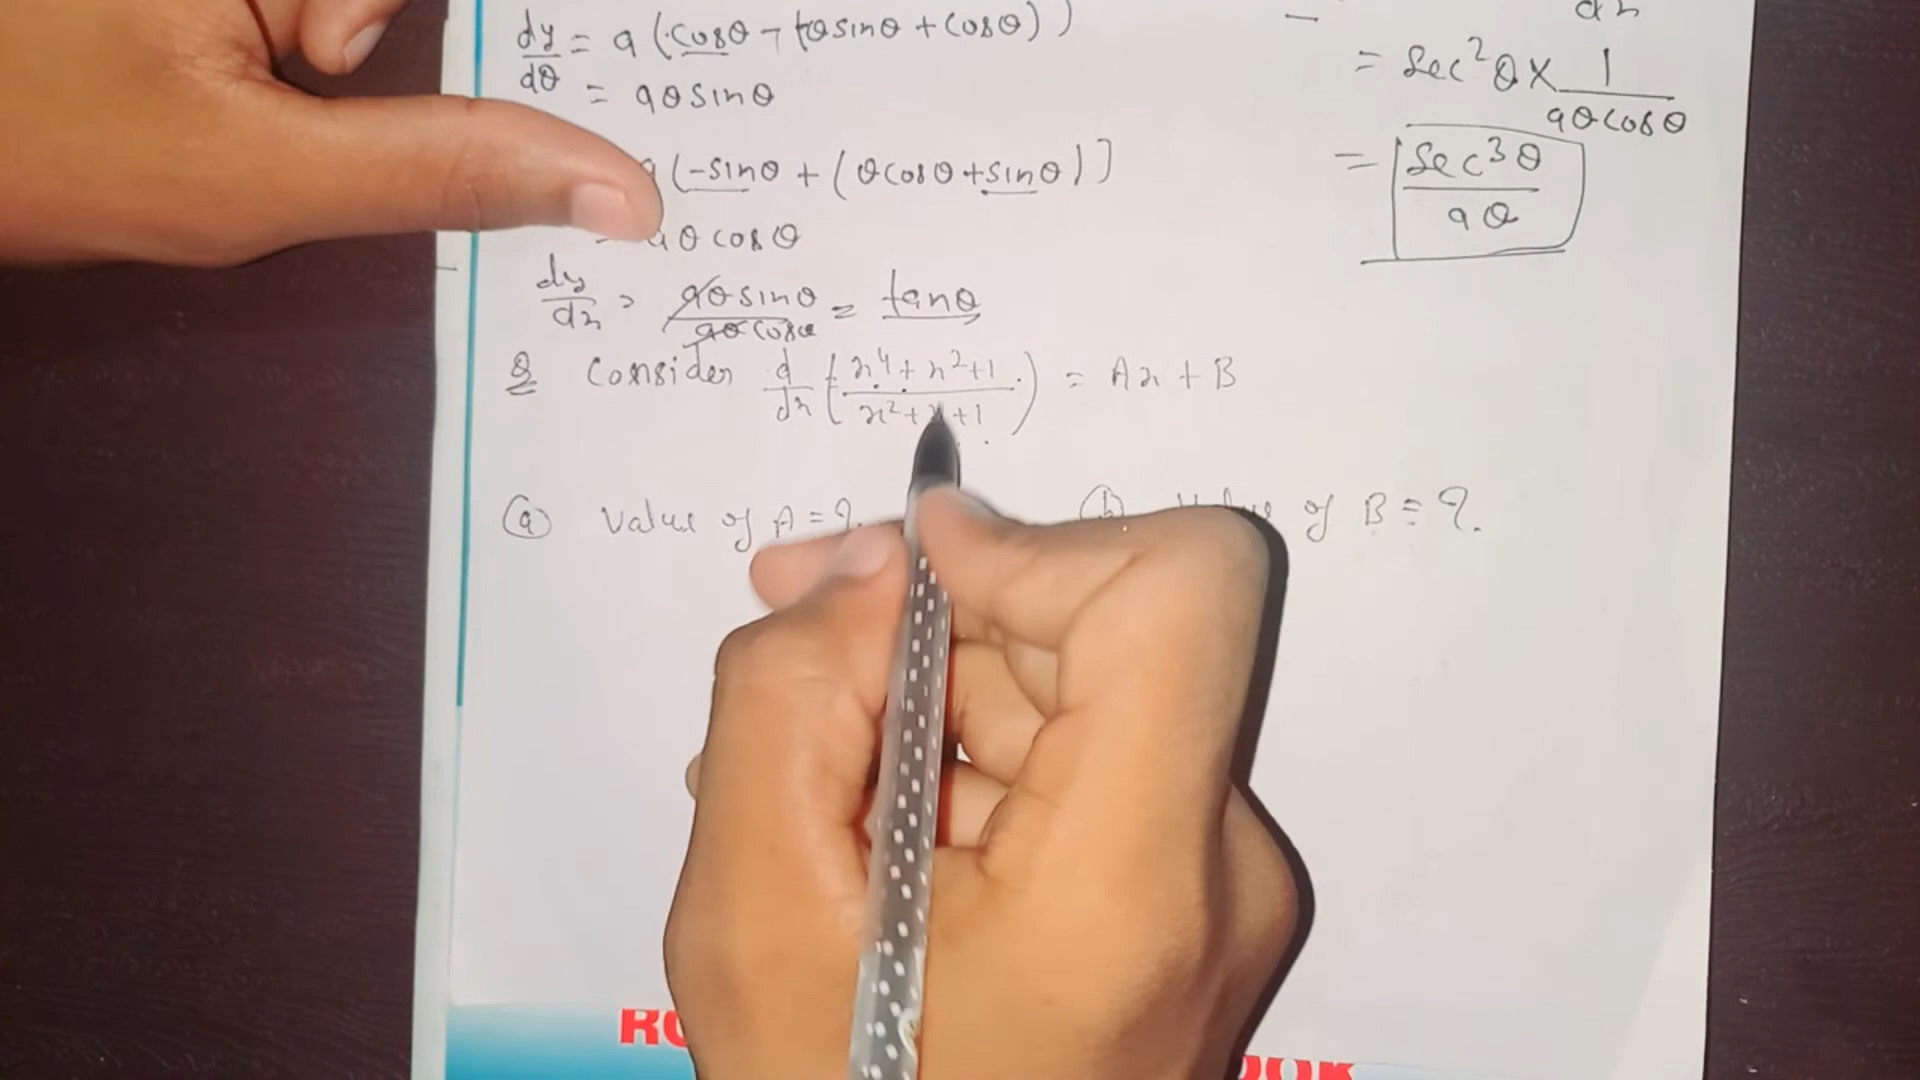 dy/dθ = a (cosθ - (-θsinθ + cosθ))
= aθsinθ
(-sinθ + (θcosθ + sinθ)]
= aθcosθ
dy/dx = aθsinθ/aθcosθ = tanθ
= Sec²θ × 1/aθcosθ
= Sec³θ/aθ
Q Consider d/dx (x⁴ + x² + 1 / x² + x + 1) = Ax + B
(a) Value of A = ?
(b) of B = ?